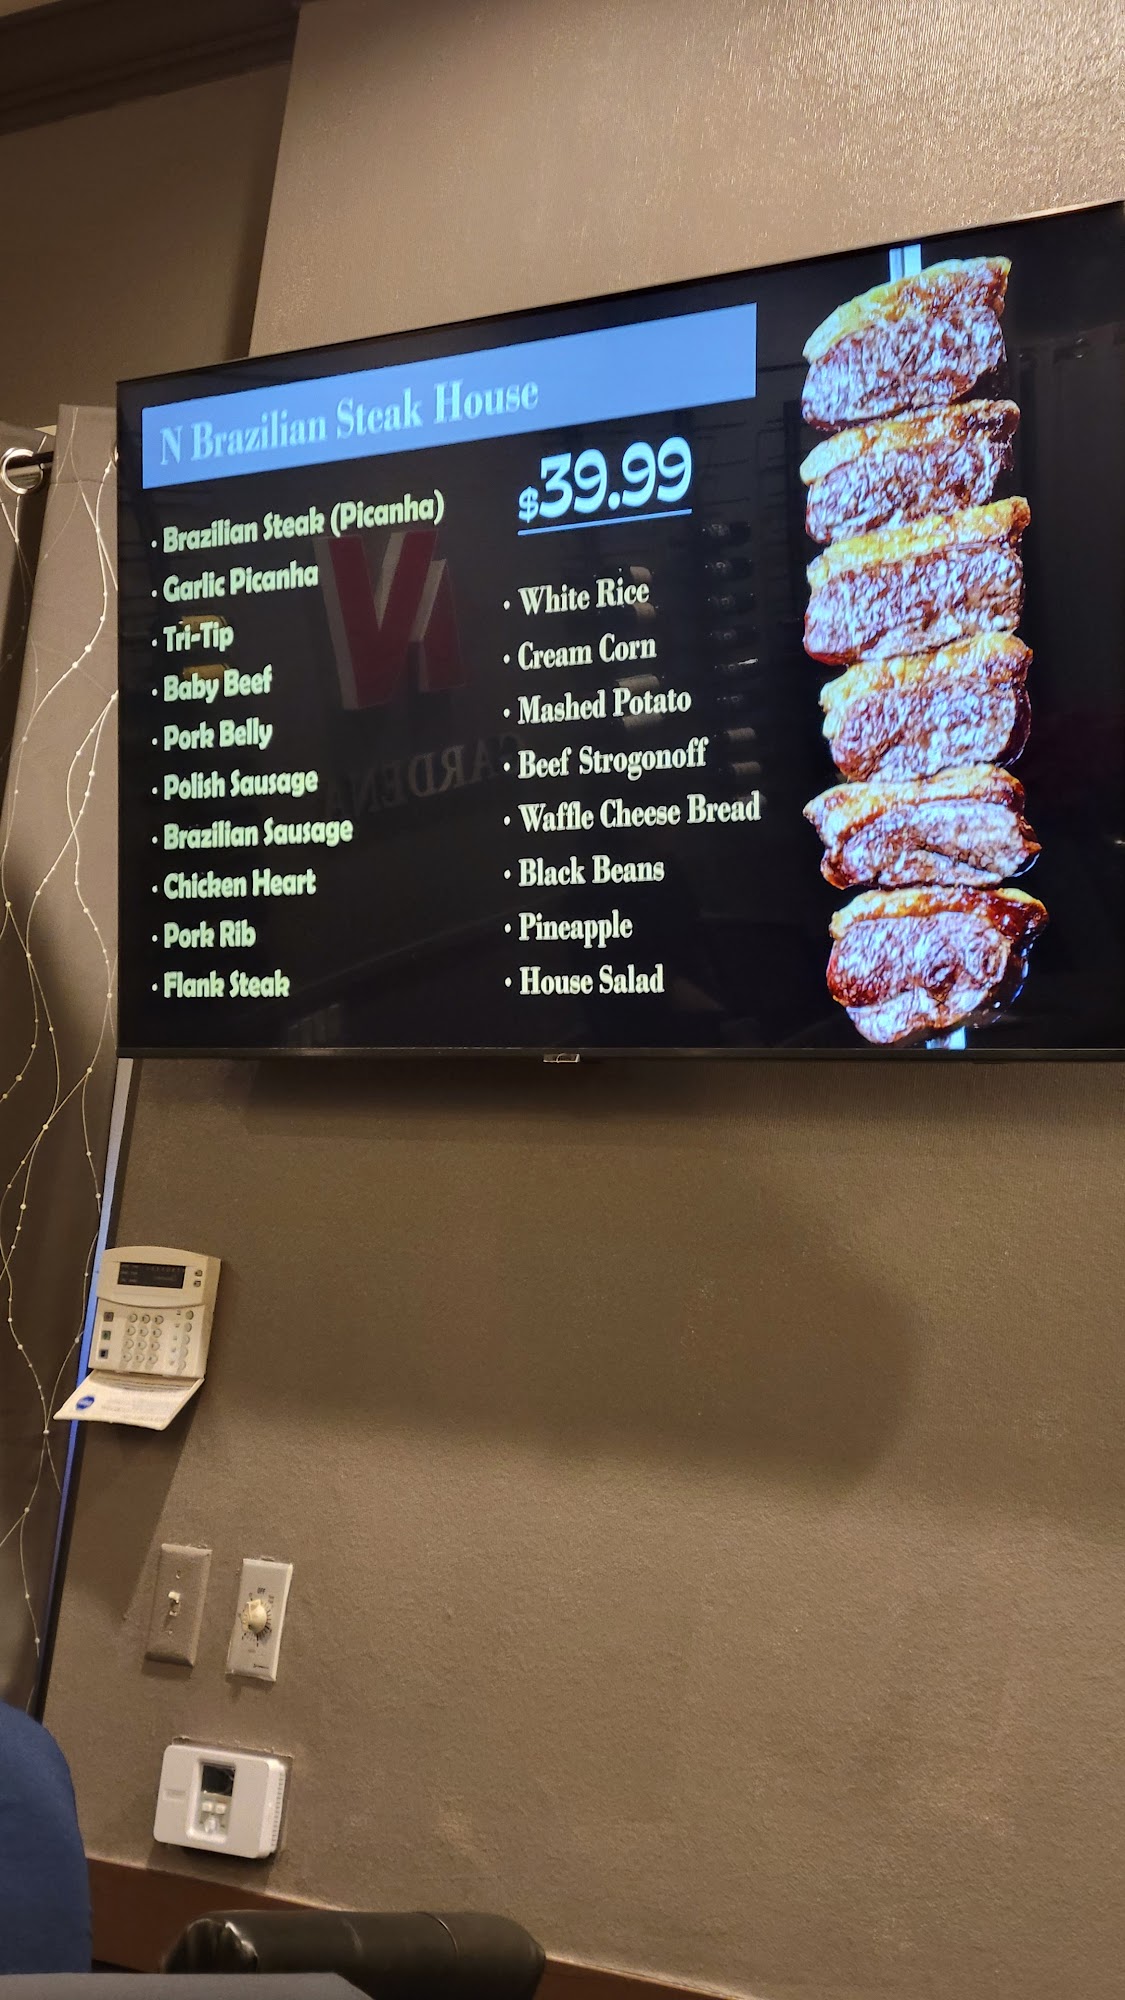 N Brazilian Steak House
$39.99
· Brazilian Steak (Picanha)
· Garlic Picanha
· Tri-Tip
· Baby Beef
· Pork Belly
· Polish Sausage
· Brazilian Sausage
· Chicken Heart
· Pork Rib
· Flank Steak
· White Rice
· Cream Corn
· Mashed Potato
· Beef Strogonoff
· Waffle Cheese Bread
· Black Beans
· Pineapple
· House Salad
N
GARDENA